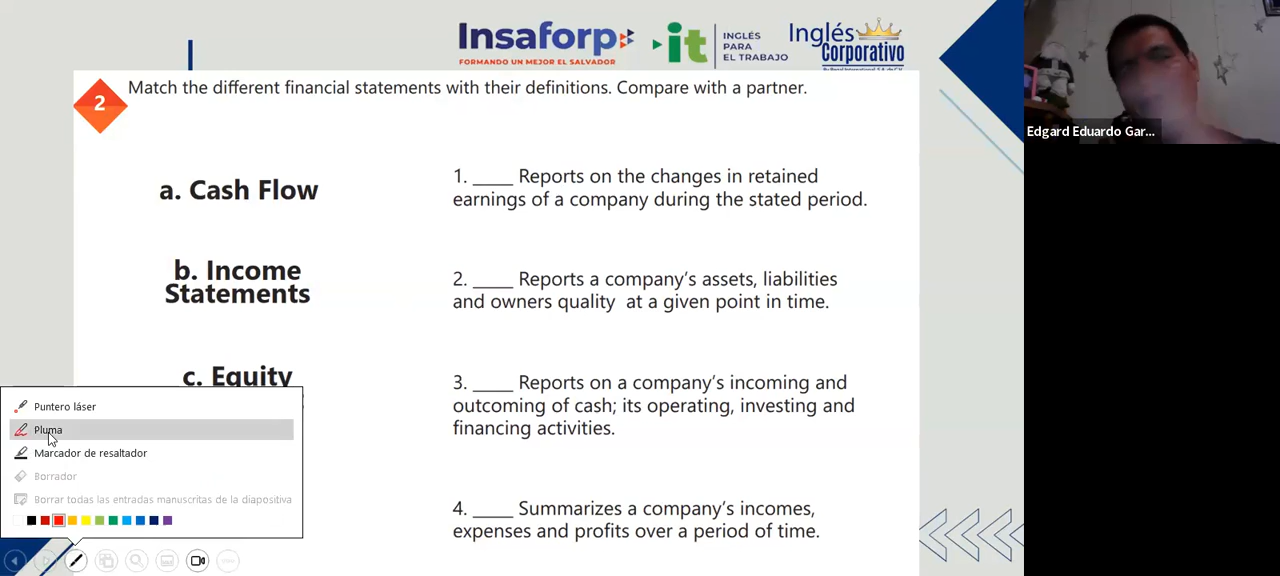 Insaforp
FORMANDO UN MEJOR EL SALVADOR
it
INGLÉS
PARA
EL TRABAJO
Inglés
Corporativo
2
Match the different financial statements with their definitions. Compare with a partner.
a. Cash Flow
b. Income
Statements
c. Equity
1. ____ Reports on the changes in retained
earnings of a company during the stated period.
2. ____ Reports a company’s assets, liabilities
and owners quality at a given point in time.
3. ____ Reports on a company’s incoming and
outcoming of cash; its operating, investing and
financing activities.
4. ____ Summarizes a company’s incomes,
expenses and profits over a period of time.
Puntero láser
Pluma
Marcador de resaltador
Borrador
Borrar todas las entradas manuscritas de la diapositiva
Edgard Eduardo Gar...